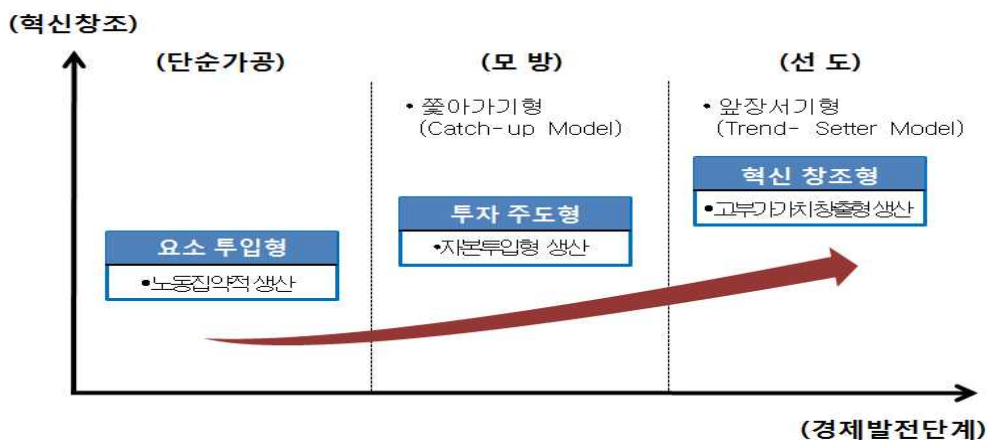 (혁신창조)
(단순가공)
(모 방)
(선 도)
• 쫓아가기형
(Catch-up Model)
• 앞장서기형
(Trend- Setter Model)
요소 투입형
•노동집약적 생산
투자 주도형
•자본투입형 생산
혁신 창조형
•고부가가치창출형 생산
(경제발전단계)